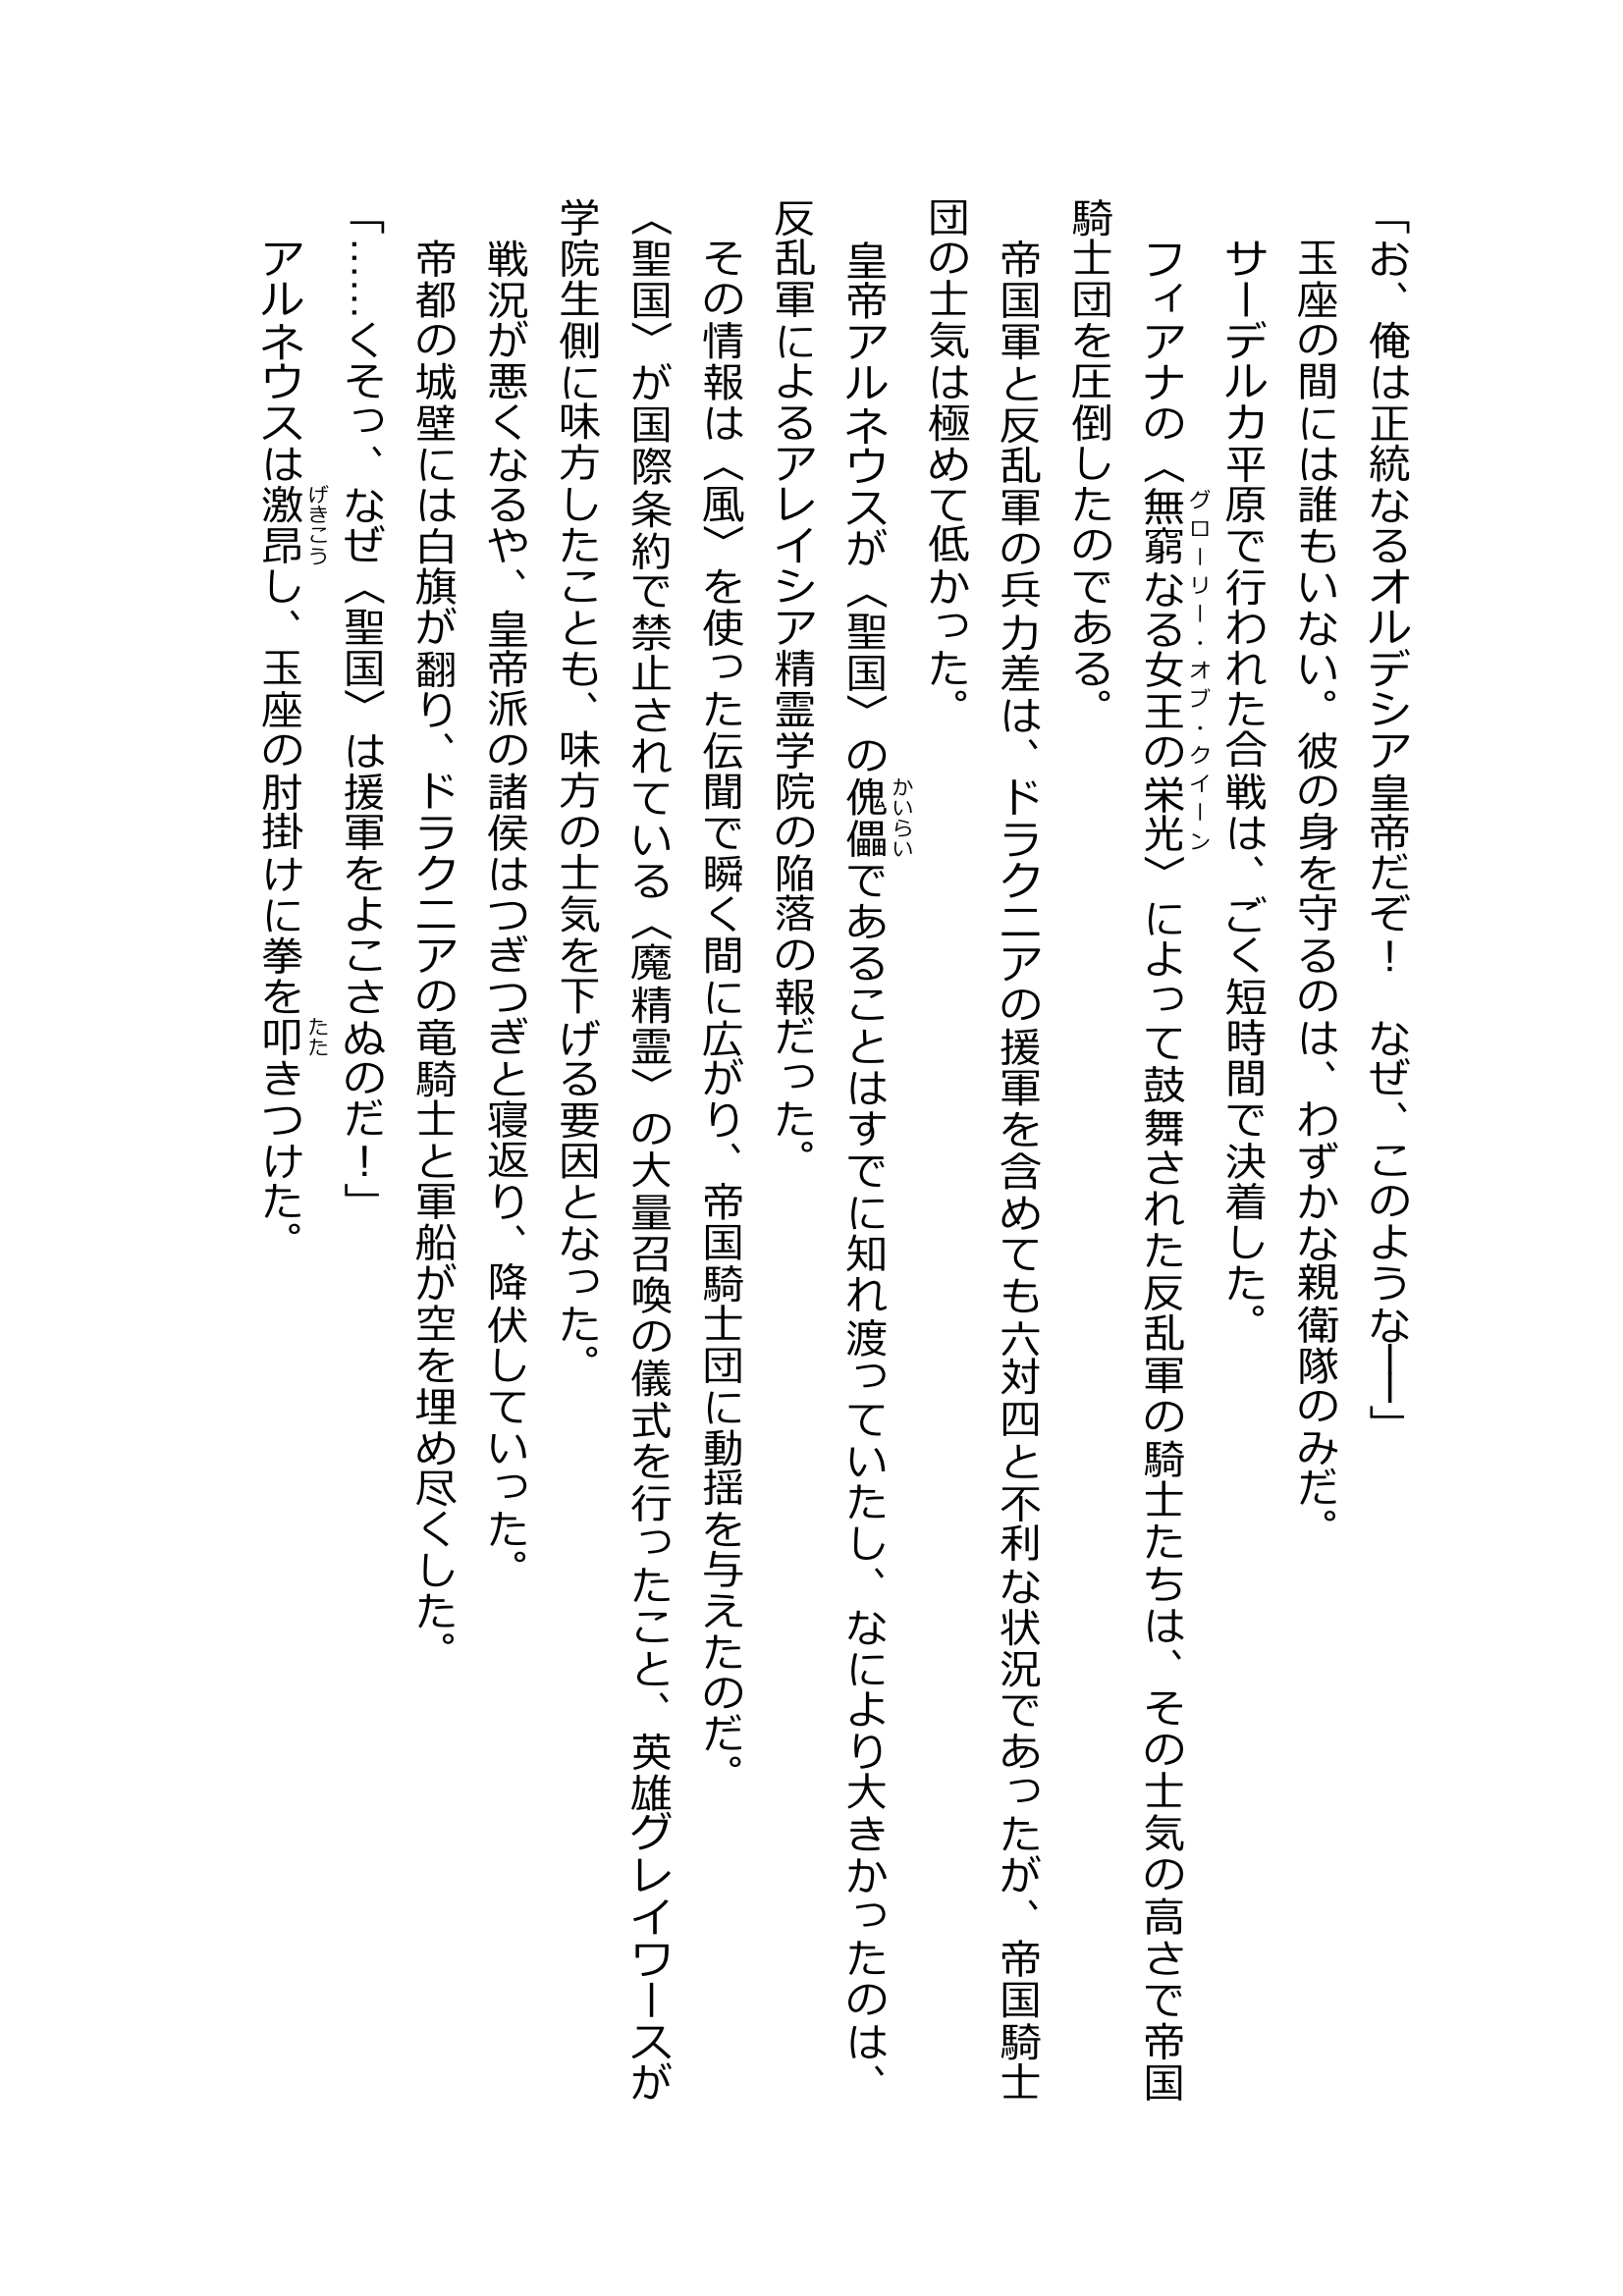 「お、俺は正統なるオルデシア皇帝だぞ！　なぜ、このような――」
　玉座の間には誰もいない。彼の身を守るのは、わずかな親衛隊のみだ。
　サーデルカ平原で行われた合戦は、ごく短時間で決着した。
　フィアナの〈無窮なる女王の栄光〉によって鼓舞された反乱軍の騎士たちは、その士気の高さで帝国
グローリー・オブ・クイーン
騎士団を圧倒したのである。
　帝国軍と反乱軍の兵力差は、ドラクニアの援軍を含めても六対四と不利な状況であったが、帝国騎士
団の士気は極めて低かった。
　皇帝アルネウスが〈聖国〉の傀儡であることはすでに知れ渡っていたし、なにより大きかったのは、
かいらい
反乱軍によるアレイシア精霊学院の陥落の報だった。
　その情報は〈風〉を使った伝聞で瞬く間に広がり、帝国騎士団に動揺を与えたのだ。
〈聖国〉が国際条約で禁止されている〈魔精霊〉の大量召喚の儀式を行ったこと、英雄グレイワースが
学院生側に味方したことも、味方の士気を下げる要因となった。
　戦況が悪くなるや、皇帝派の諸侯はつぎつぎと寝返り、降伏していった。
　帝都の城壁には白旗が翻り、ドラクニアの竜騎士と軍船が空を埋め尽くした。
「……くそっ、なぜ〈聖国〉は援軍をよこさぬのだ！」
　アルネウスは激昂し、玉座の肘掛けに拳を叩きつけた。
げきこう
たた